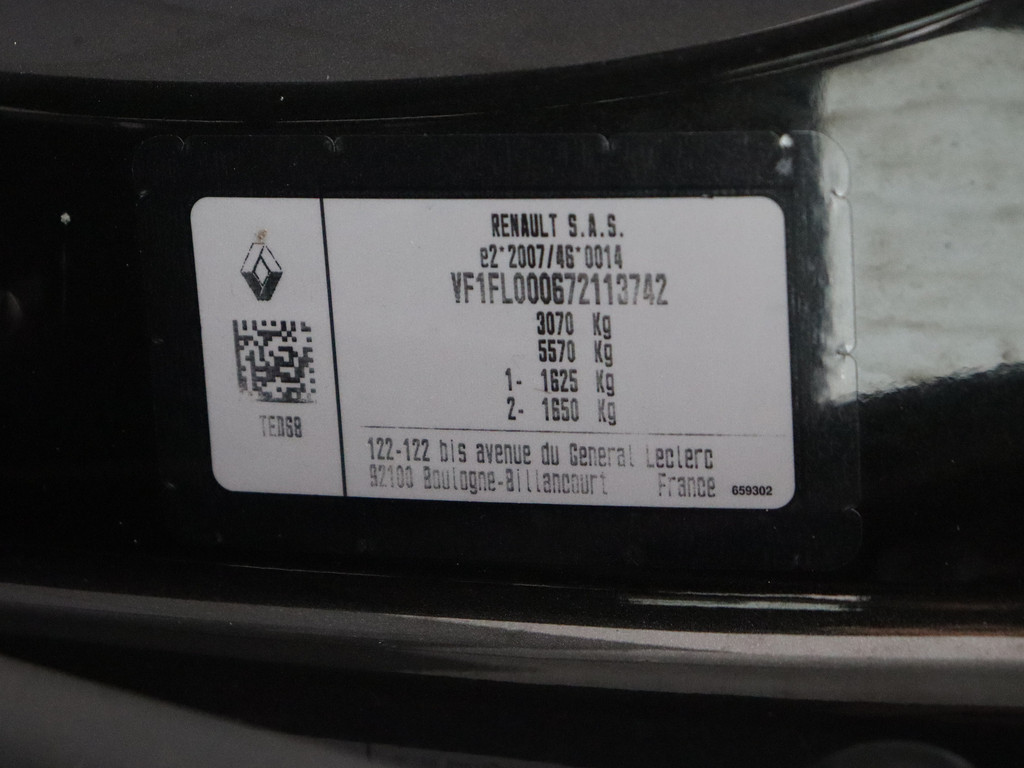 RENAULT S.A.S.
e2*2007/46*0014
VF1FL000672113742
3070 Kg
5570 Kg
1- 1625 Kg
2- 1650 Kg
TED68
122-122 bis avenue du General Leclerc
92100 Boulogne-Billancourt France 659302